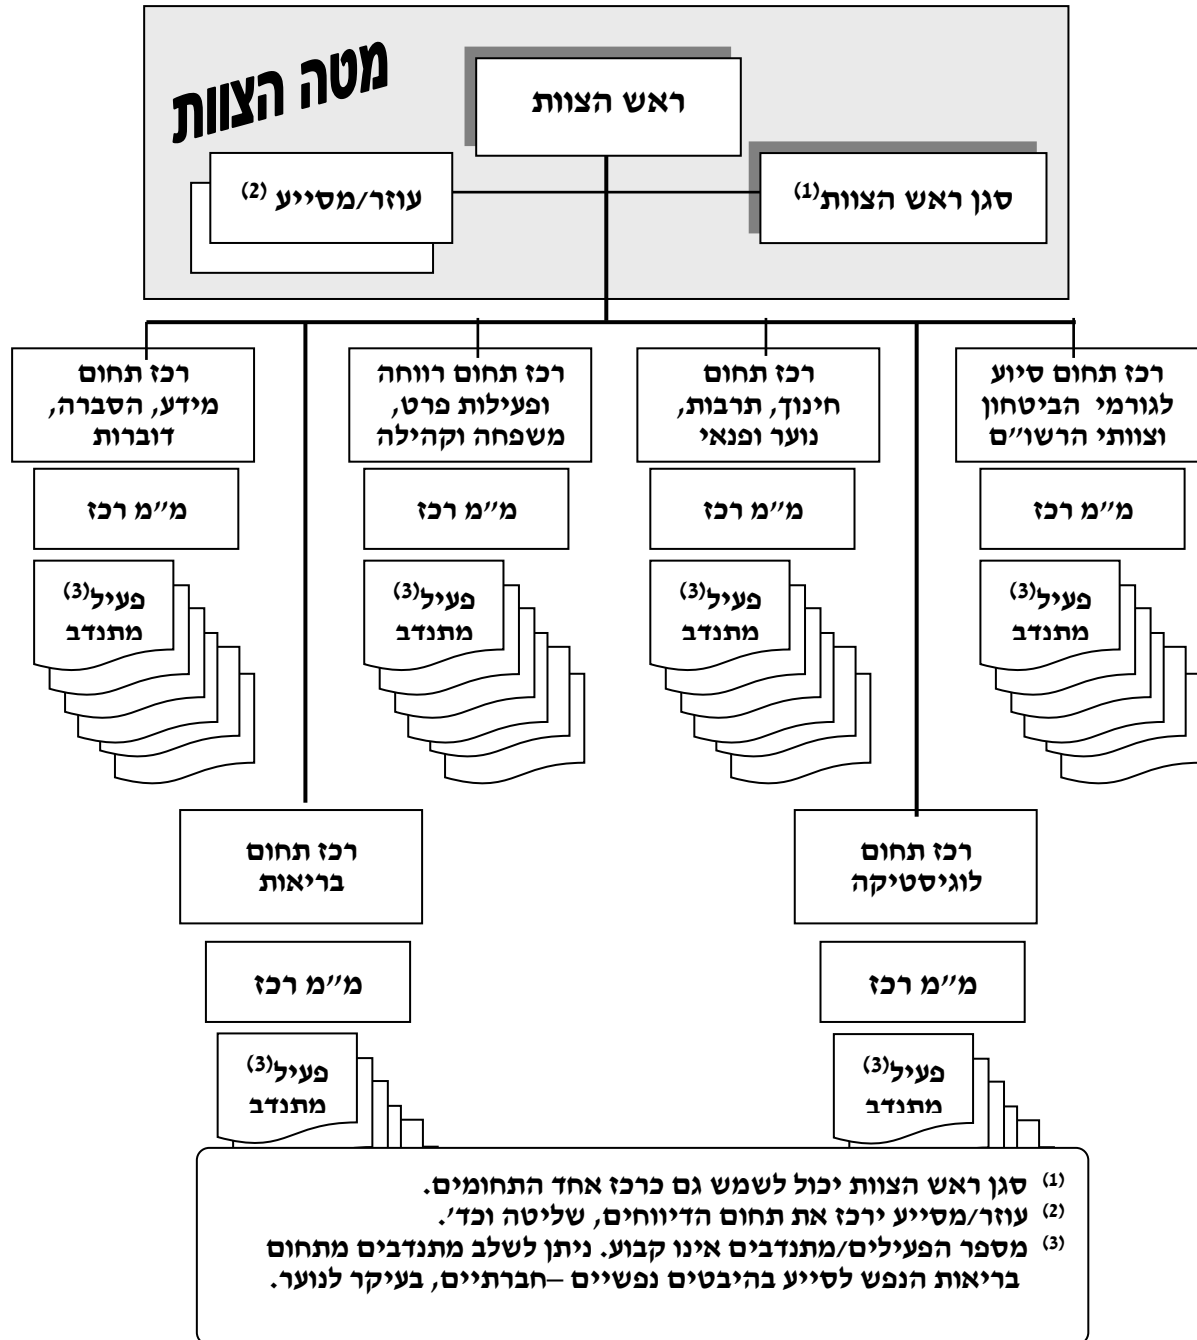 מטה הצוות
ראש הצוות
סגן ראש הצוות(1)
עוזר/מסייע (2)
רכז תחום סיוע
לגורמי הביטחון
וצוותי הרשו״ם
רכז תחום
חינוך, תרבות,
נוער ופנאי
רכז תחום רווחה
ופעילות פרט,
משפחה וקהילה
רכז תחום
מידע, הסברה,
דוברות
מ״מ רכז
מ״מ רכז
מ״מ רכז
מ״מ רכז
פעיל(3)
מתנדב
פעיל(3)
מתנדב
פעיל(3)
מתנדב
פעיל(3)
מתנדב
רכז תחום
לוגיסטיקה
רכז תחום
בריאות
מ״מ רכז
מ״מ רכז
פעיל(3)
מתנדב
פעיל(3)
מתנדב
(1) סגן ראש הצוות יכול לשמש גם כרכז אחד התחומים.
(2) עוזר/מסייע ירכז את תחום הדיווחים, שליטה וכד׳.
(3) מספר הפעילים/מתנדבים אינו קבוע. ניתן לשלב מתנדבים מתחום
בריאות הנפש לסייע בהיבטים נפשיים –חברתיים, בעיקר לנוער.